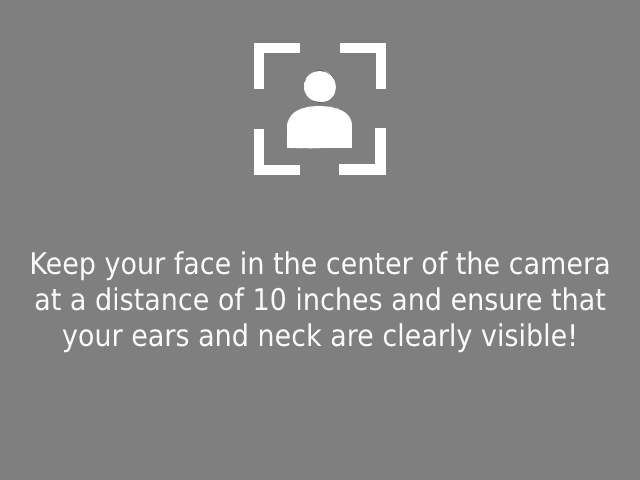 Keep your face in the center of the camera
at a distance of 10 inches and ensure that
your ears and neck are clearly visible!